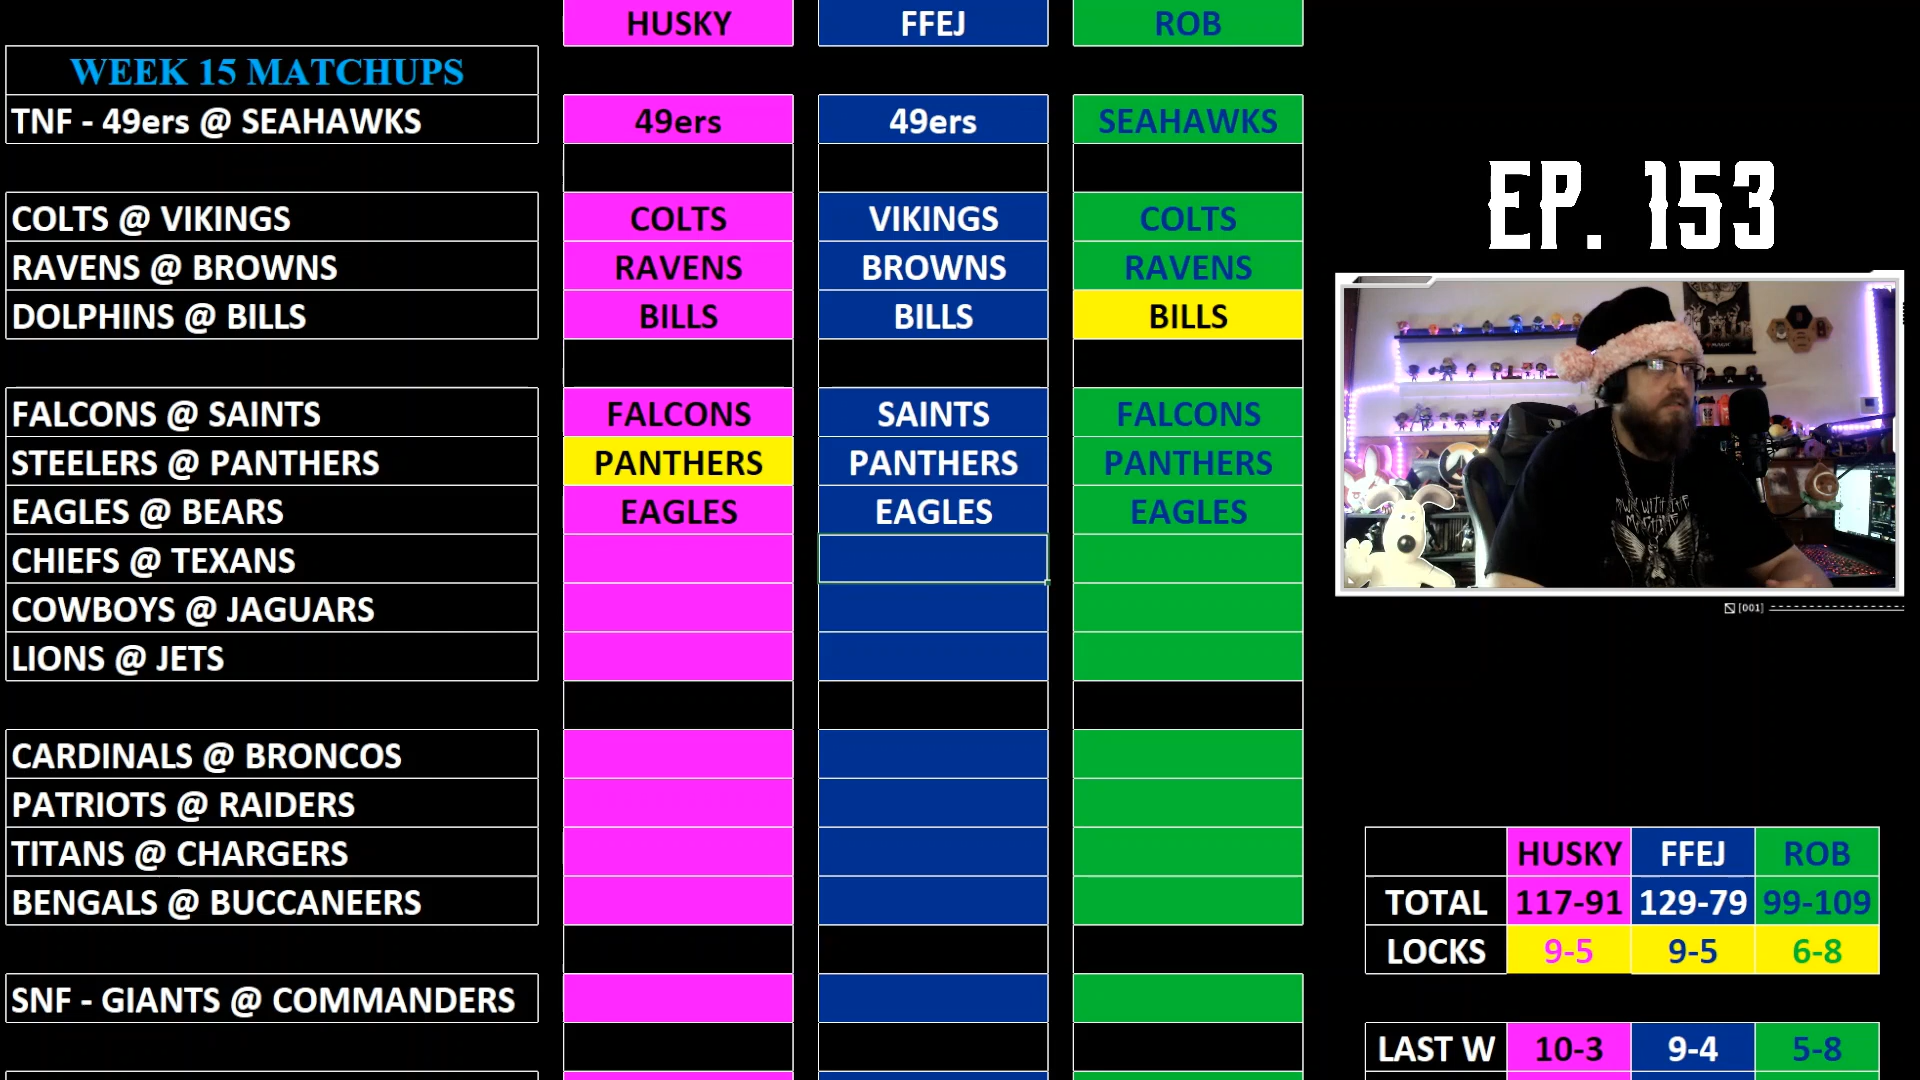 HUSKY FFEJ ROB
WEEK 15 MATCHUPS
TNF - 49ers @ SEAHAWKS 49ers 49ers SEAHAWKS
EP. 153
COLTS @ VIKINGS COLTS VIKINGS COLTS
RAVENS @ BROWNS RAVENS BROWNS RAVENS
DOLPHINS @ BILLS BILLS BILLS BILLS
FALCONS @ SAINTS FALCONS SAINTS FALCONS
STEELERS @ PANTHERS PANTHERS PANTHERS PANTHERS
EAGLES @ BEARS EAGLES EAGLES EAGLES
CHIEFS @ TEXANS
COWBOYS @ JAGUARS
[001]
LIONS @ JETS
CARDINALS @ BRONCOS
PATRIOTS @ RAIDERS
TITANS @ CHARGERS
BENGALS @ BUCCANEERS
SNF - GIANTS @ COMMANDERS
HUSKY FFEJ ROB
TOTAL 117-91 129-79 99-109
LOCKS 9-5 9-5 6-8
LAST W 10-3 9-4 5-8